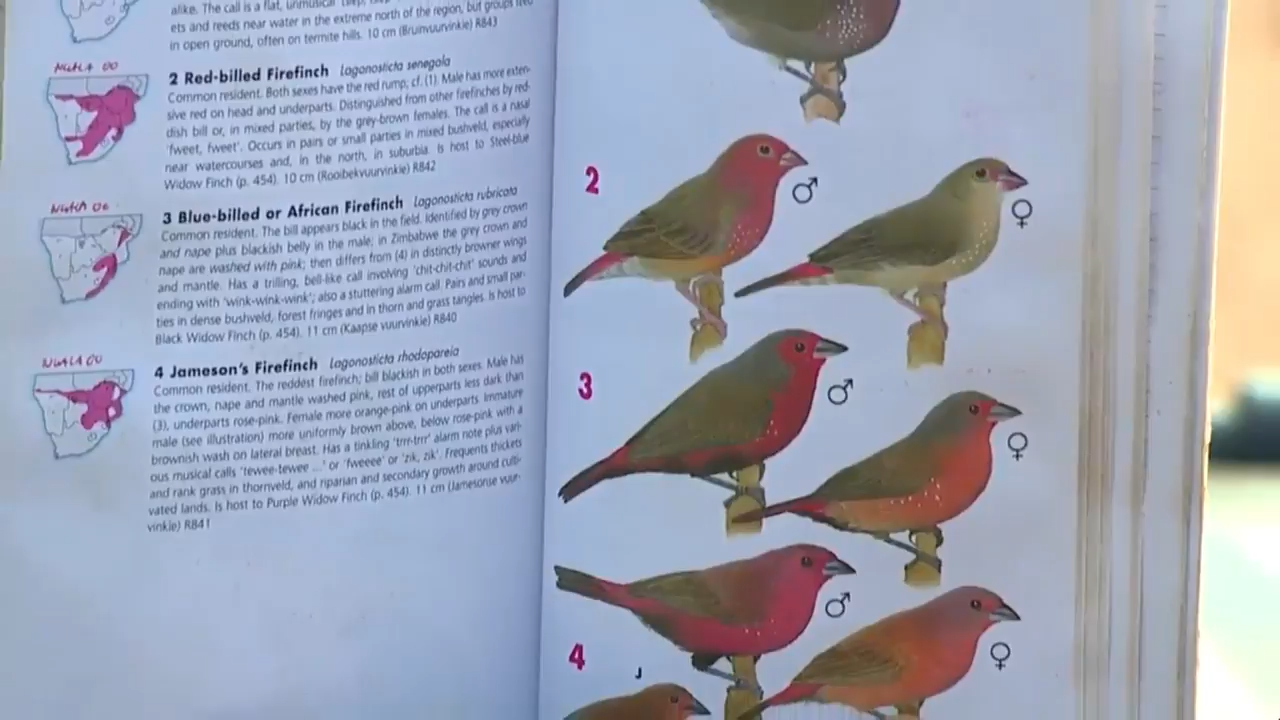 alike. The call is a flat, unmusical
ets and reeds near water in the extreme north of the region, but groups feed
in open ground, often on termite hills. 10 cm (Bruinvuurvinkie) R843
NGALA 00
2 Red-billed Firefinch Lagonosticta senegala
Common resident. Both sexes have the red rump; cf. (1). Male has more exten-
sive red on head and underparts. Distinguished from other firefinches by red-
dish bill or, in mixed parties, by the grey-brown females. The call is a nasal
'fweet, fweet'. Occurs in pairs or small parties in mixed bushveld, especially
near watercourses and, in the north, in suburbia. Is host to Steel-blue
Widow Finch (p. 454). 10 cm (Rooibekvuurvinkie) R842
NGALA 00
3 Blue-billed or African Firefinch Lagonosticta rubricata
Common resident. The bill appears black in the field. Identified by grey crown
and nape plus blackish belly in the male; in Zimbabwe the grey crown and
nape are washed with pink; then differs from (4) in distinctly browner wings
and mantle. Has a trilling, bell-like call involving 'chit-chit-chit' sounds and
ending with 'wink-wink-wink'; also a stuttering alarm call. Pairs and small par-
ties in dense bushveld, forest fringes and in thorn and grass tangles. Is host to
Black Widow Finch (p. 454). 11 cm (Kaapse vuurvinkie) R840
NGALA 00
4 Jameson's Firefinch Lagonosticta rhodopareia
Common resident. The reddest firefinch; bill blackish in both sexes. Male has
the crown, nape and mantle washed pink, rest of upperparts less dark than
(3), underparts rose-pink. Female more orange-pink on underparts. Immature
male (see illustration) more uniformly brown above, below rose-pink with a
brownish wash on lateral breast. Has a tinkling 'trrr-trrr' alarm note plus vari-
ous musical calls 'tewee-tewee ...' or 'fweeee' or 'zik, zik'. Frequents thickets
and rank grass in thornveld, and riparian and secondary growth around culti-
vated lands. Is host to Purple Widow Finch (p. 454). 11 cm (Jamesonse vuur-
vinkie) R841
2
♂
♀
3
♂
♀
♂
4
♀
J